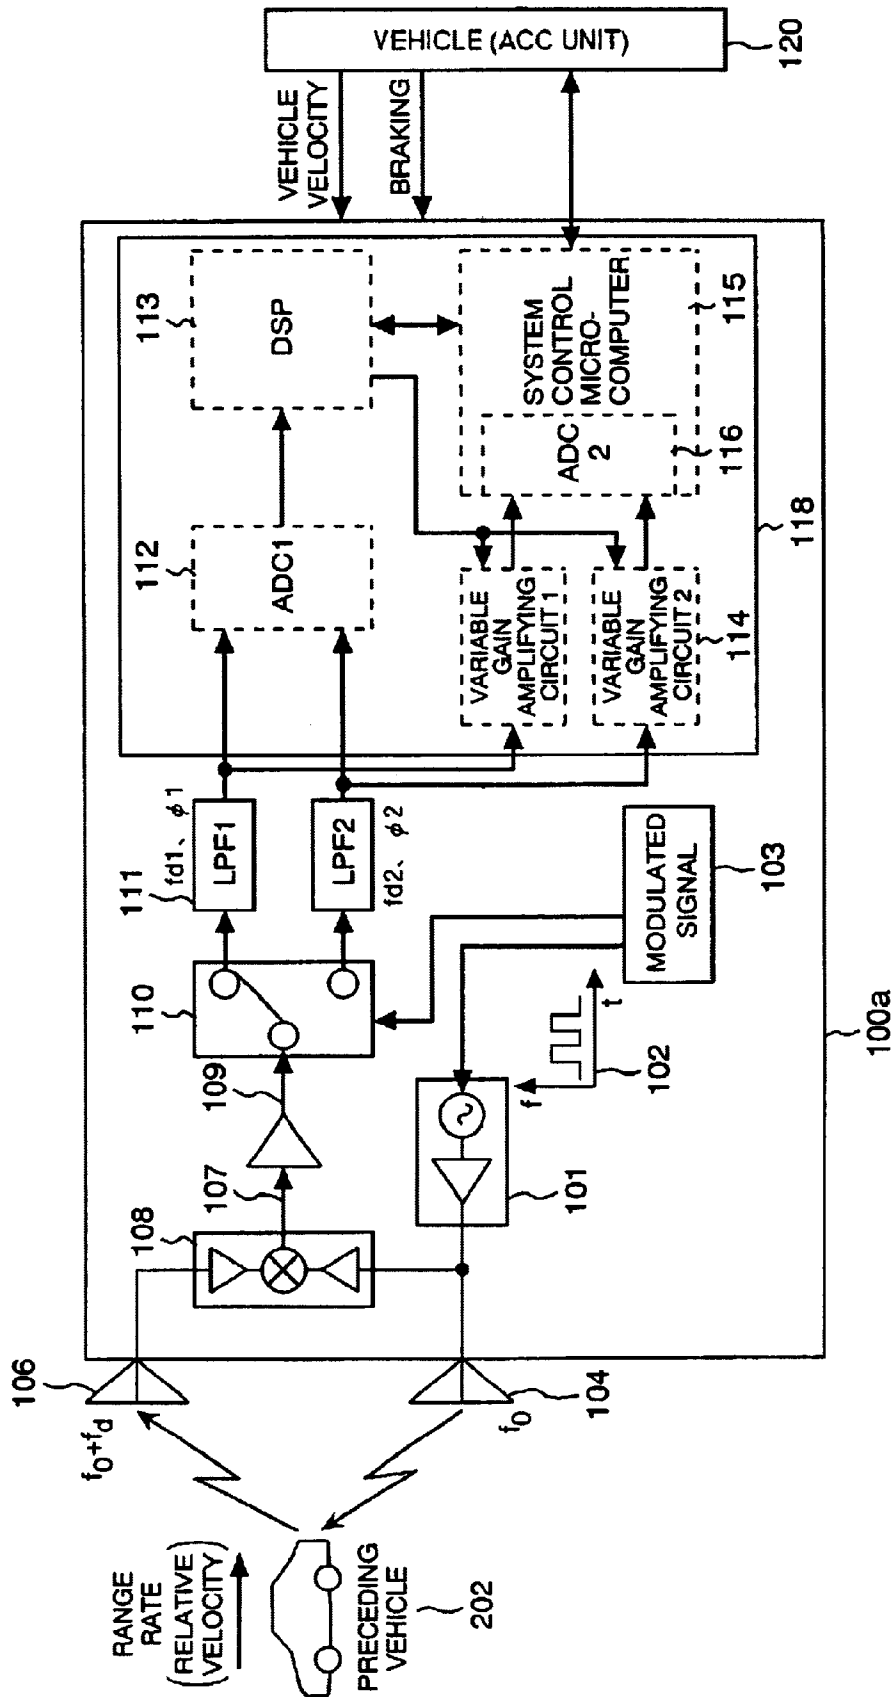 RANGE
RATE
(RELATIVE
VELOCITY)
PRECEDING
VEHICLE
202
f0+fd
106
f0
104
108
107
109
101
f
t
102
110
111
fd1、φ1
LPF1
LPF2
fd2、φ2
MODULATED
SIGNAL
103
112
ADC1
113
DSP
VARIABLE
GAIN
AMPLIFYING
CIRCUIT 1
VARIABLE
GAIN
AMPLIFYING
CIRCUIT 2
114
ADC
2
116
SYSTEM
CONTROL
MICRO-
COMPUTER
115
118
100a
VEHICLE
VELOCITY
BRAKING
VEHICLE (ACC UNIT)
120